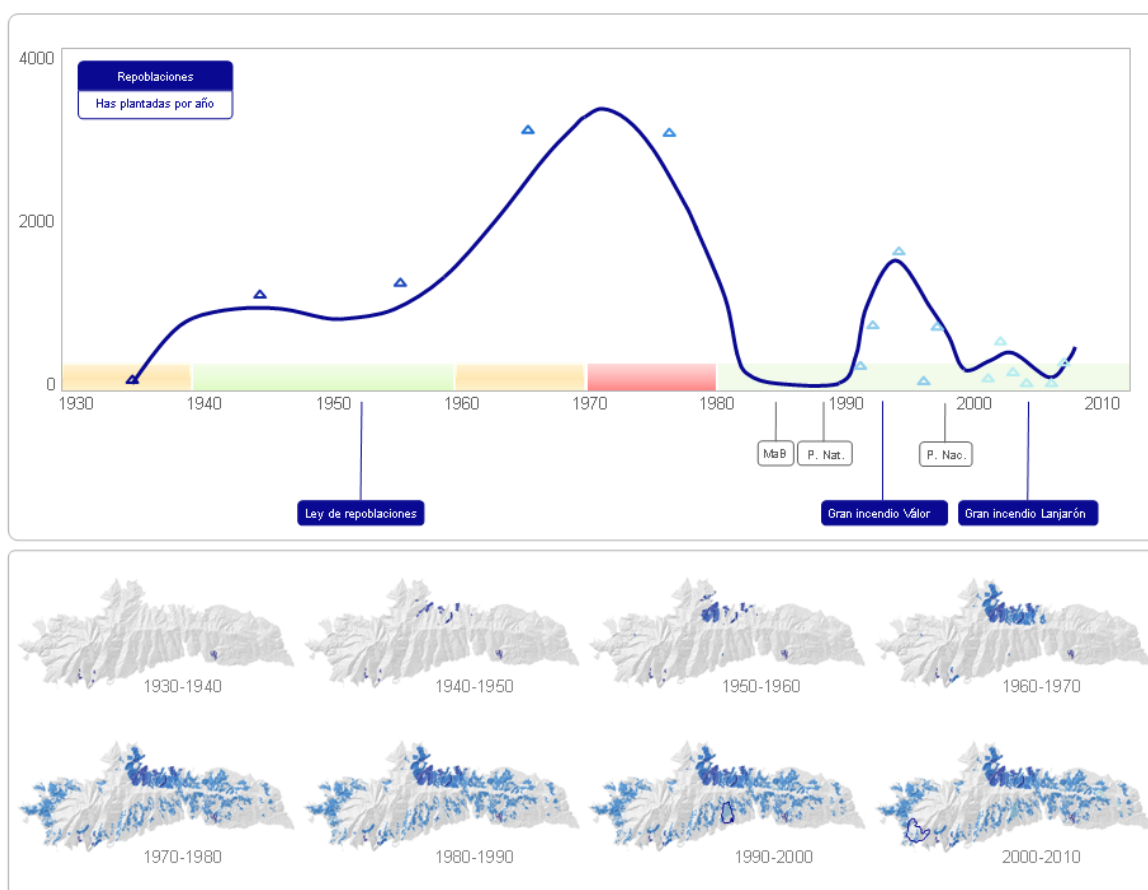 4000
Repoblaciones
Has plantadas por año
2000
0
1930 1940 1950 1960 1970 1980 1990 2000 2010
MaB P. Nat. P. Nac.
Ley de repoblaciones Gran incendio Válor Gran incendio Lanjarón
1930-1940 1940-1950 1950-1960 1960-1970
1970-1980 1980-1990 1990-2000 2000-2010